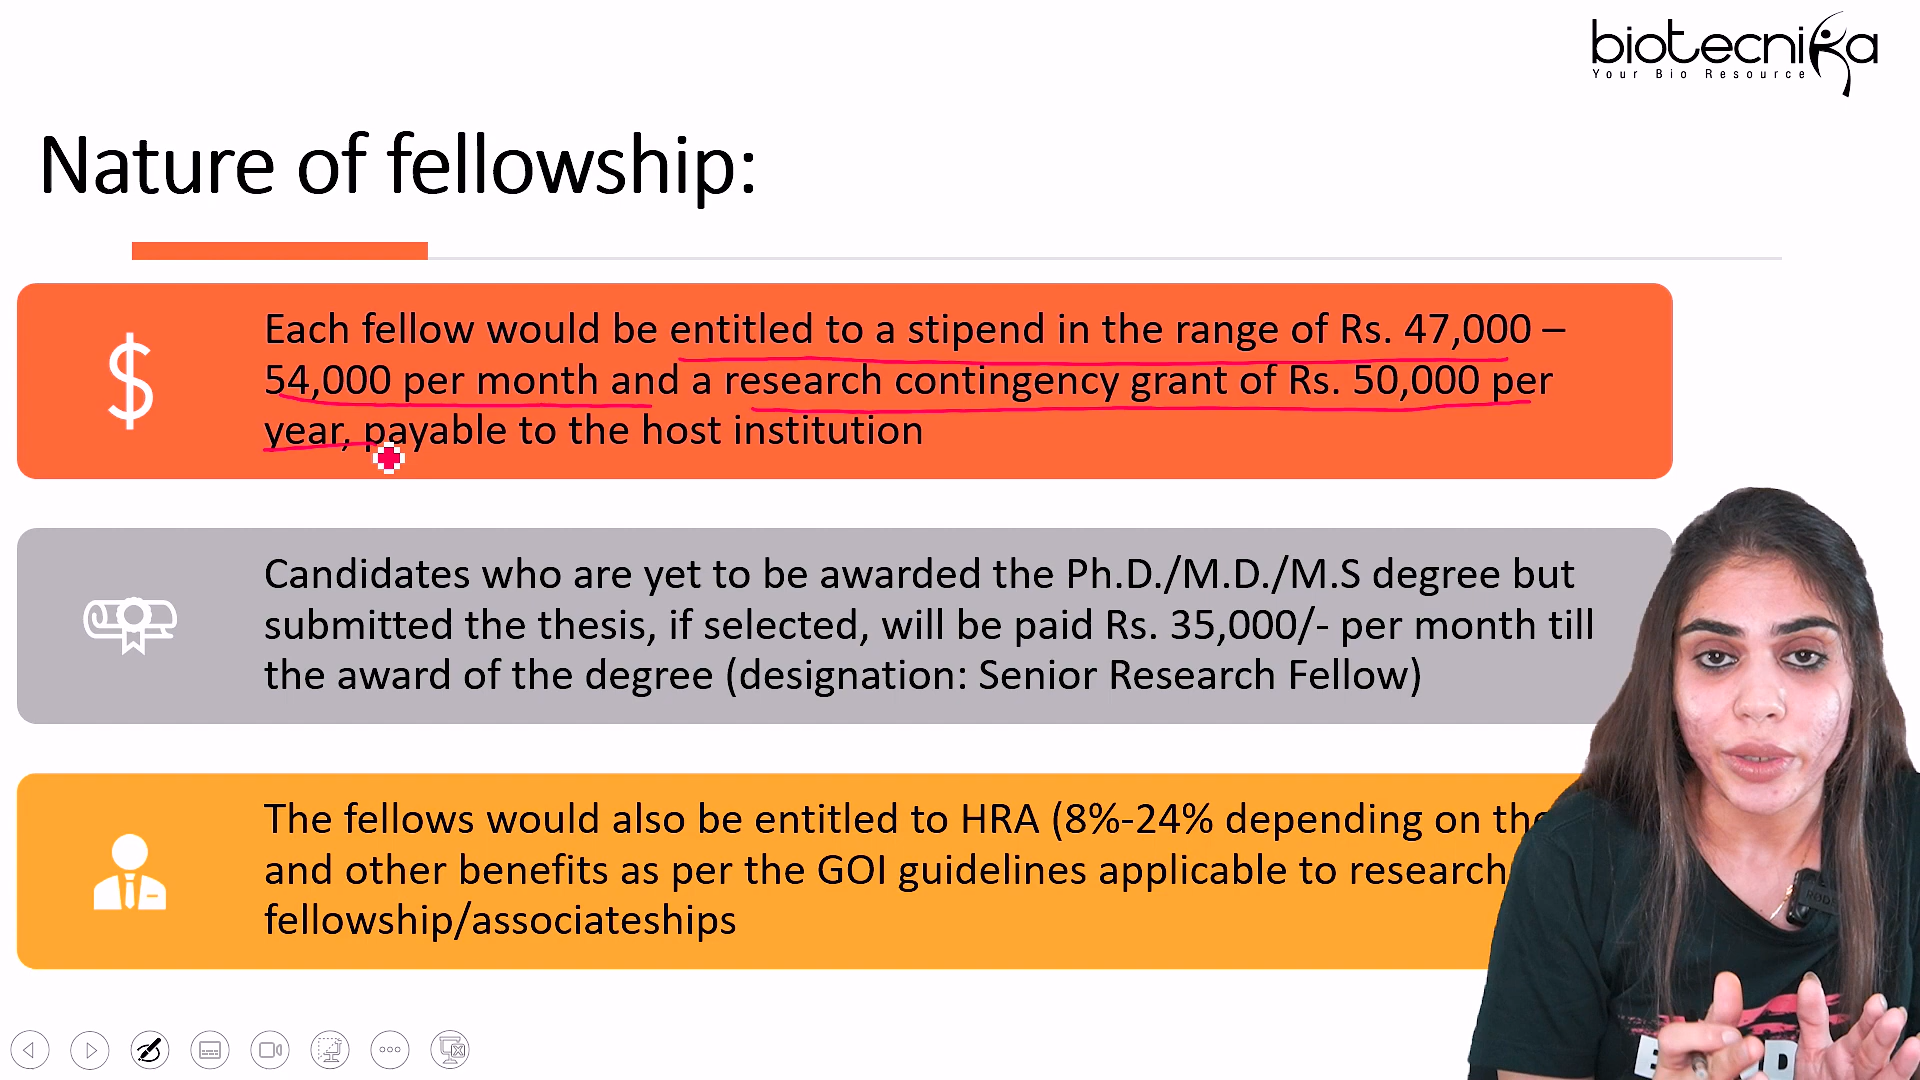 biotecnika
Your Bio Resource
Nature of fellowship:
Each fellow would be entitled to a stipend in the range of Rs. 47,000 –
54,000 per month and a research contingency grant of Rs. 50,000 per
year, payable to the host institution
Candidates who are yet to be awarded the Ph.D./M.D./M.S degree but
submitted the thesis, if selected, will be paid Rs. 35,000/- per month till
the award of the degree (designation: Senior Research Fellow)
The fellows would also be entitled to HRA (8%-24% depending on the
and other benefits as per the GOI guidelines applicable to research
fellowship/associateships
RØDE